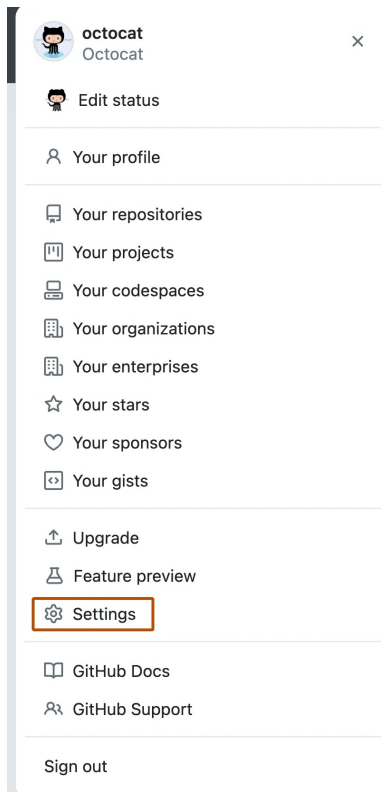 octocat
Octocat
Edit status
Your profile
Your repositories
Your projects
Your codespaces
Your organizations
Your enterprises
Your stars
Your sponsors
Your gists
Upgrade
Feature preview
Settings
GitHub Docs
GitHub Support
Sign out